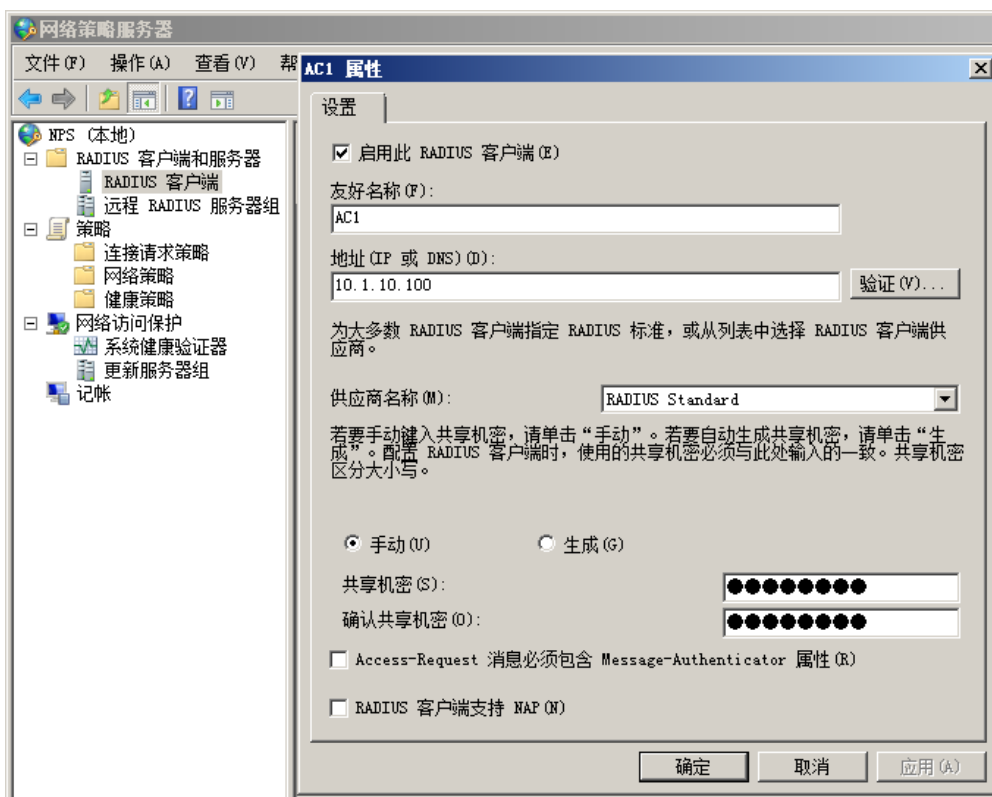 网络策略服务器
文件(F) 操作(A) 查看(V) 帮
NPS (本地)
RADIUS 客户端和服务器
RADIUS 客户端
远程 RADIUS 服务器组
策略
连接请求策略
网络策略
健康策略
网络访问保护
系统健康验证器
更新服务器组
记帐
AC1 属性
设置
启用此 RADIUS 客户端(E)
友好名称(F):
AC1
地址(IP 或 DNS)(D):
10.1.10.100
验证(V)...
为大多数 RADIUS 客户端指定 RADIUS 标准，或从列表中选择 RADIUS 客户端供
应商。
供应商名称(M):
RADIUS Standard
若要手动键入共享机密，请单击“手动”。若要自动生成共享机密，请单击“生
成”。配置 RADIUS 客户端时，使用的共享机密必须与此处输入的一致。共享机密
区分大小写。
手动(U) 生成(G)
共享机密(S):
确认共享机密(O):
Access-Request 消息必须包含 Message-Authenticator 属性(R)
RADIUS 客户端支持 NAP(N)
确定 取消 应用(A)